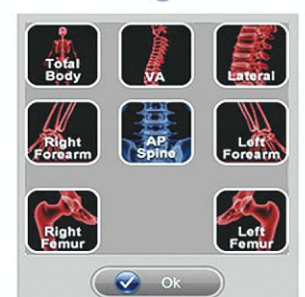 Total
Body
VA
Lateral
Right
Forearm
AP
Spine
Left
Forearm
Right
Femur
Left
Femur
Ok